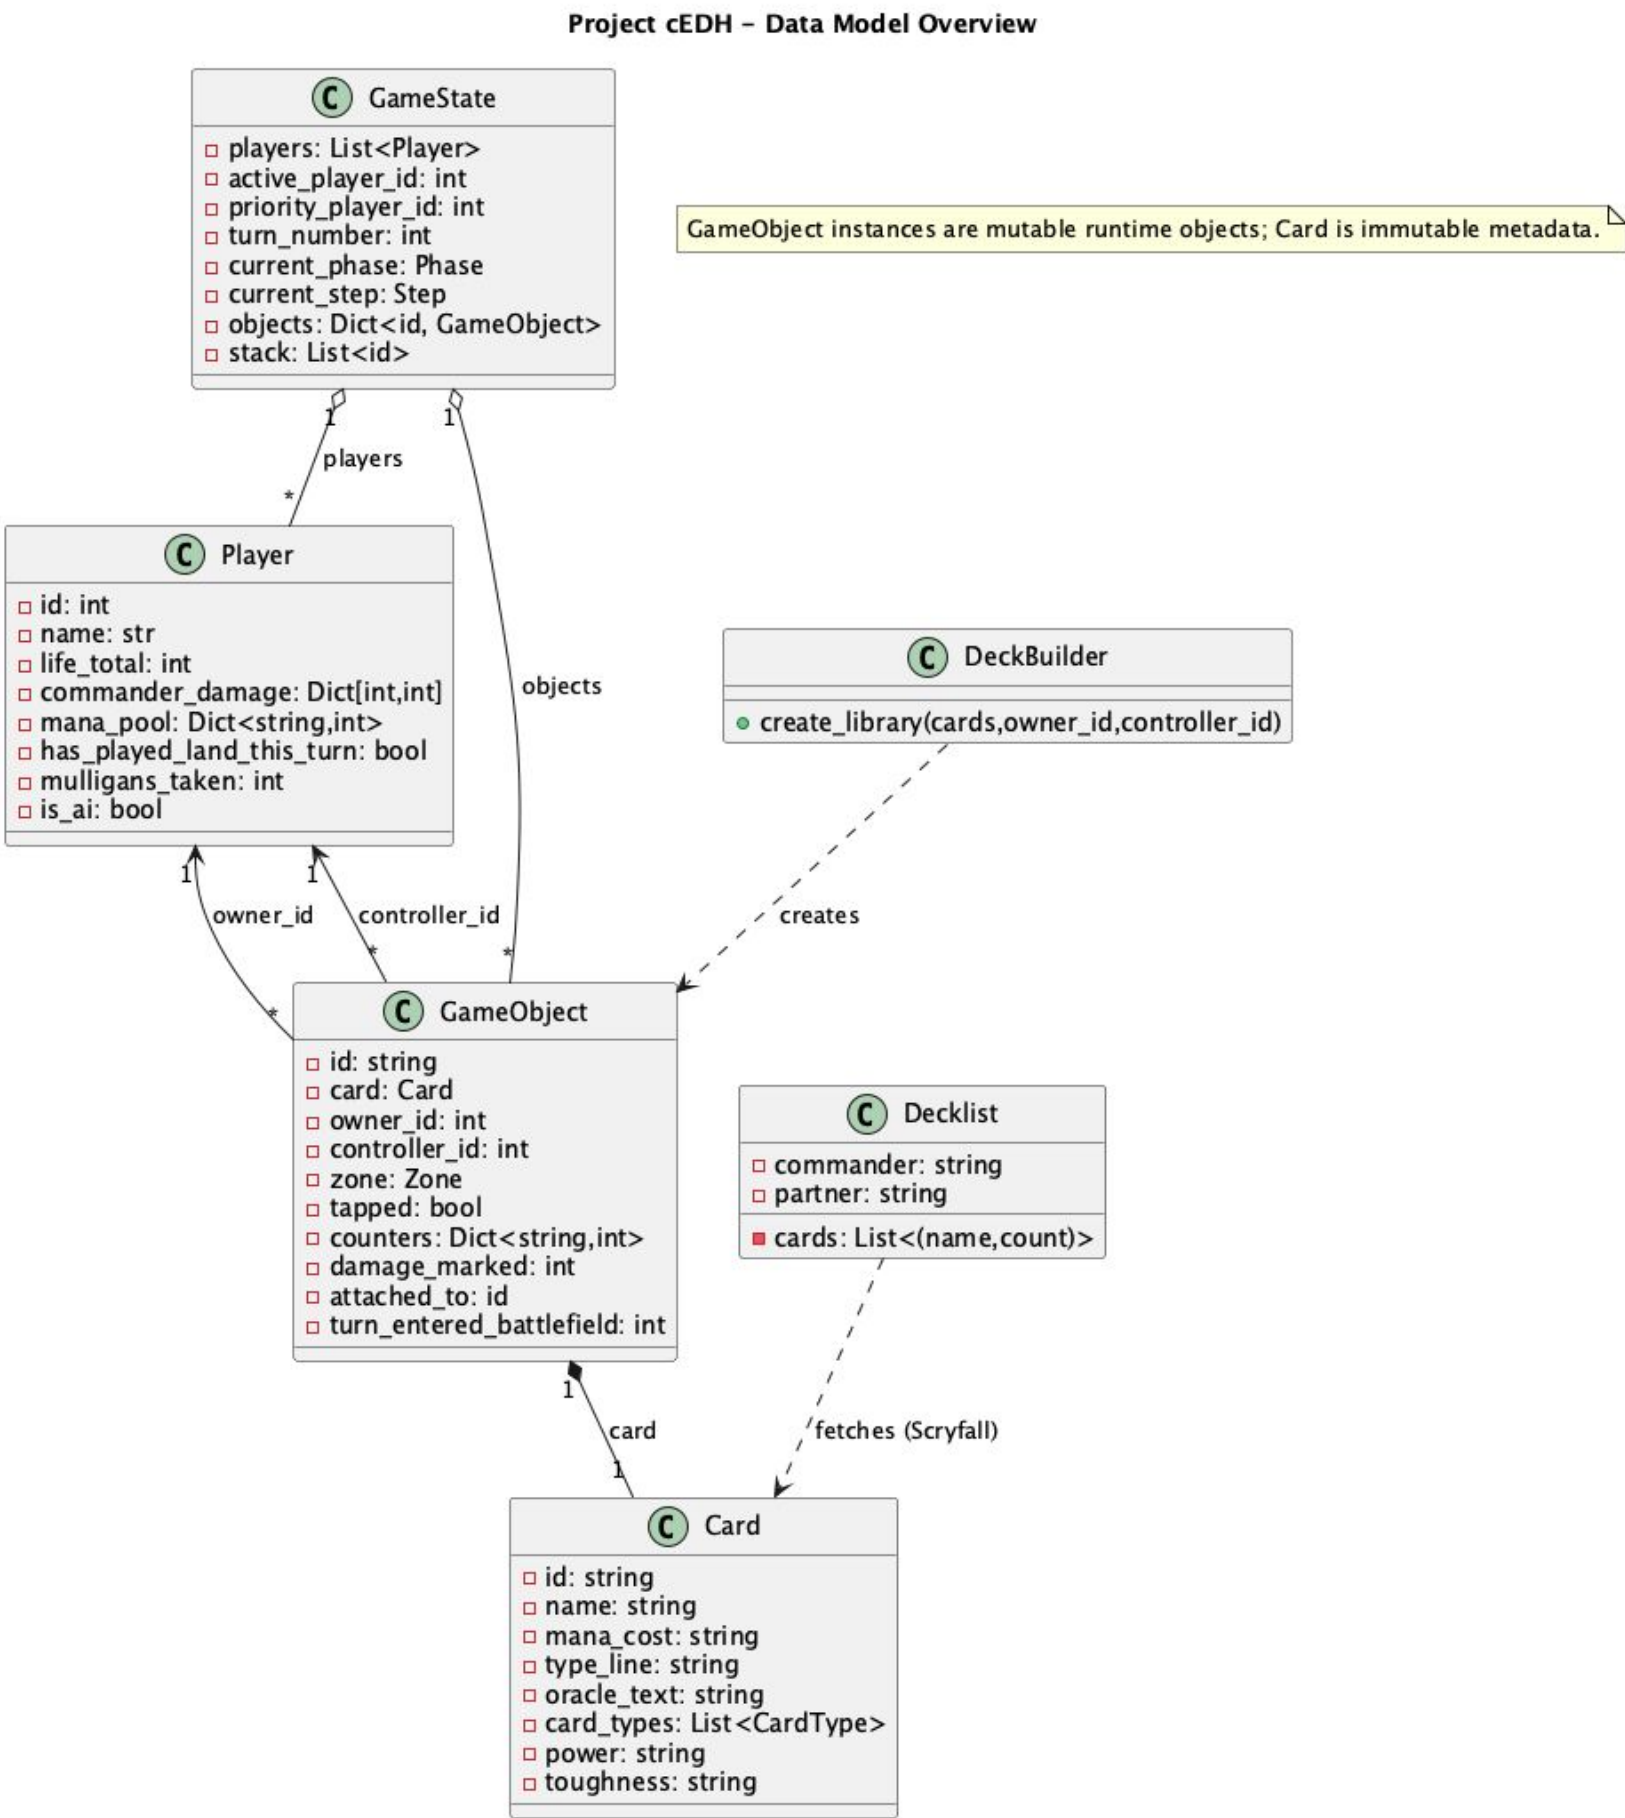 Project cEDH – Data Model Overview
C GameState
players: List<Player>
active_player_id: int
priority_player_id: int
turn_number: int
current_phase: Phase
current_step: Step
objects: Dict<id, GameObject>
stack: List<id>
GameObject instances are mutable runtime objects; Card is immutable metadata.
1
1
players
*
C Player
id: int
name: str
life_total: int
commander_damage: Dict[int,int]
mana_pool: Dict<string,int>
has_played_land_this_turn: bool
mulligans_taken: int
is_ai: bool
objects
C DeckBuilder
create_library(cards,owner_id,controller_id)
1
1
owner_id
controller_id
creates
*
*
*
C GameObject
id: string
card: Card
owner_id: int
controller_id: int
zone: Zone
tapped: bool
counters: Dict<string,int>
damage_marked: int
attached_to: id
turn_entered_battlefield: int
C Decklist
commander: string
partner: string
cards: List<(name,count)>
1
card
1
fetches (Scryfall)
C Card
id: string
name: string
mana_cost: string
type_line: string
oracle_text: string
card_types: List<CardType>
power: string
toughness: string